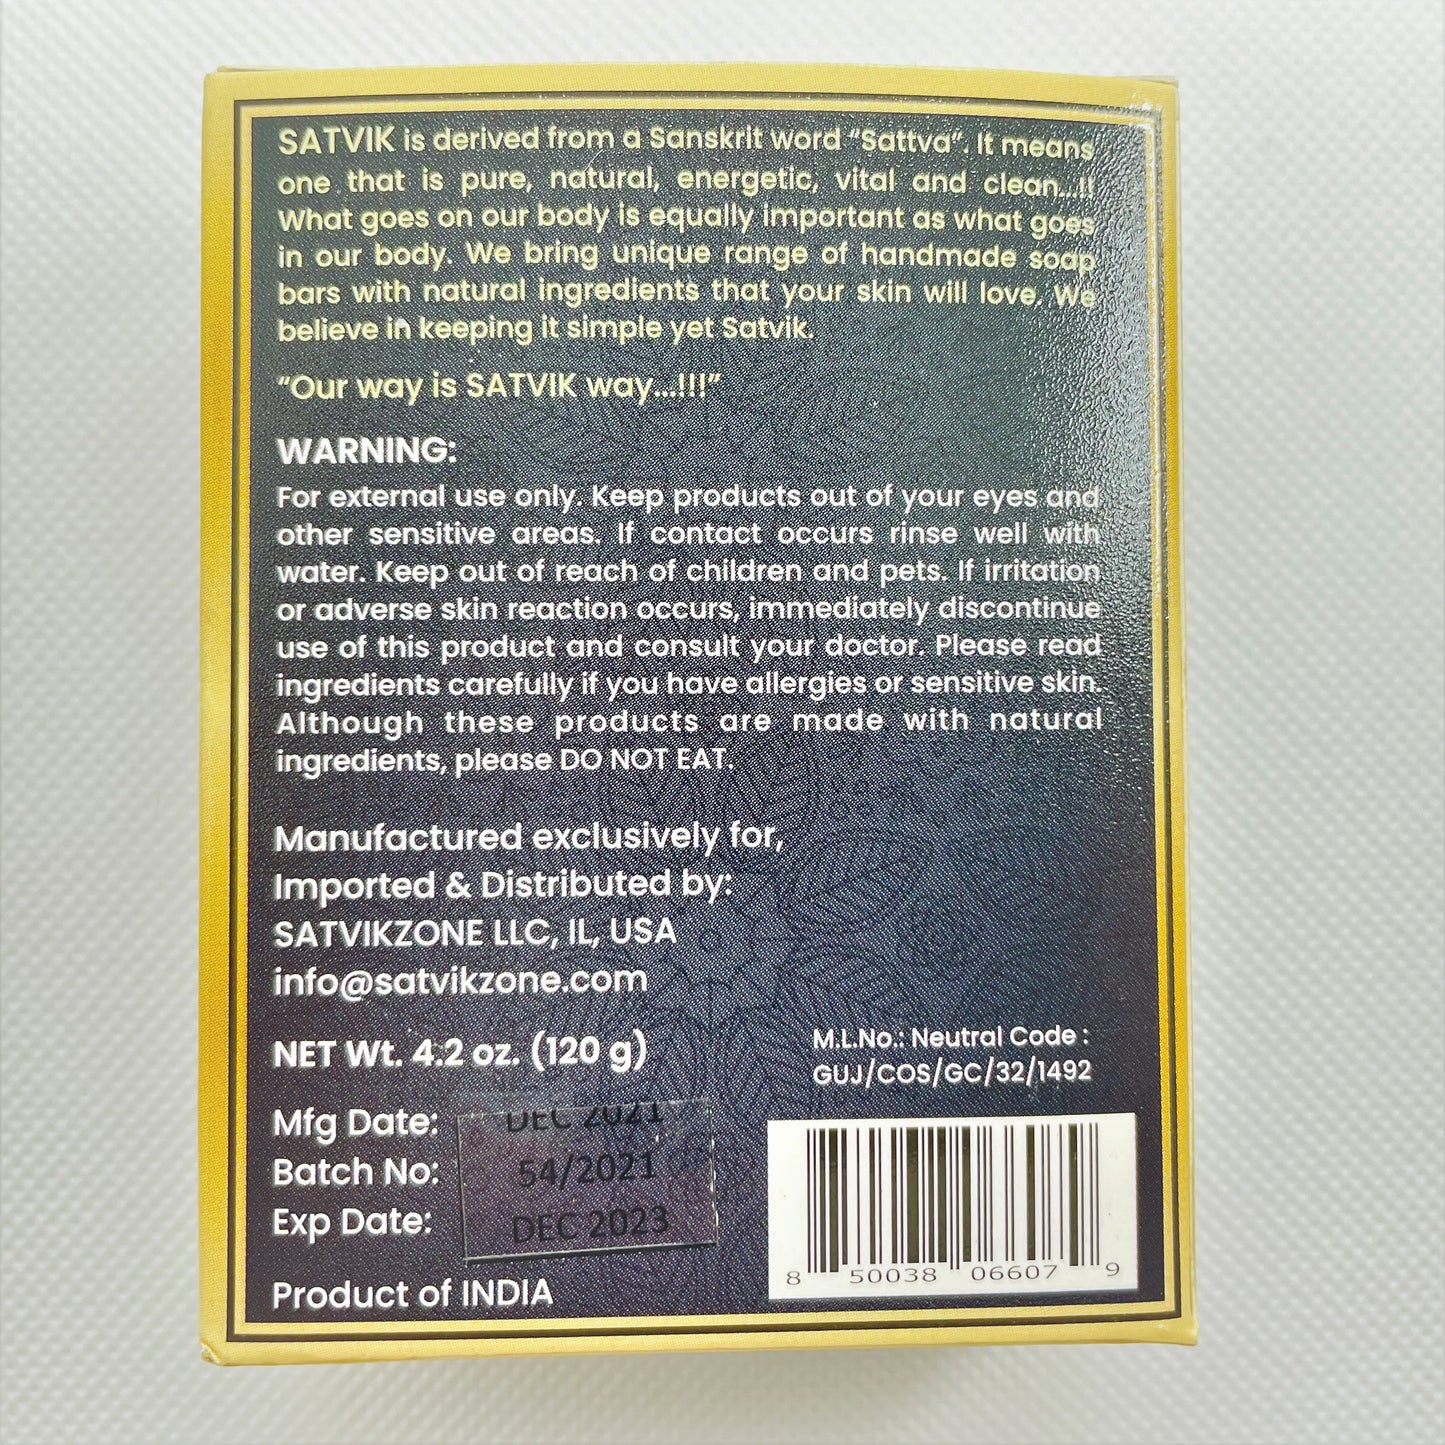 SATVIK is derived from a Sanskrit word “Sattva”. It means
one that is pure, natural, energetic, vital and clean...!!
What goes on our body is equally important as what goes
in our body. We bring unique range of handmade soap
bars with natural ingredients that your skin will love. We
believe in keeping it simple yet Satvik.
“Our way is SATVIK way...!!!”
WARNING:
For external use only. Keep products out of your eyes and
other sensitive areas. If contact occurs rinse well with
water. Keep out of reach of children and pets. If irritation
or adverse skin reaction occurs, immediately discontinue
use of this product and consult your doctor. Please read
ingredients carefully if you have allergies or sensitive skin.
Although these products are made with natural
ingredients, please DO NOT EAT.
Manufactured exclusively for,
Imported & Distributed by:
SATVIKZONE LLC, IL, USA
info@satvikzone.com
NET Wt. 4.2 oz. (120 g)
M.L.No.: Neutral Code :
GUJ/COS/GC/32/1492
Mfg Date: DEC 2021
Batch No: 54/2021
Exp Date: DEC 2023
Product of INDIA
8 50038 06607 9